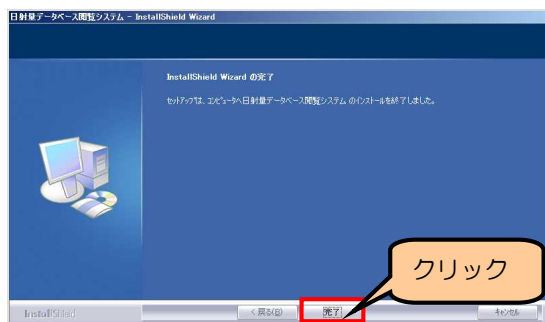 日射量データベース閲覧システム - InstallShield Wizard
InstallShield Wizard の完了
セットアップは、コンピュータへ日射量データベース閲覧システム のインストールを終了しました。
クリック
InstallShield
< 戻る(B)
完了
キャンセル